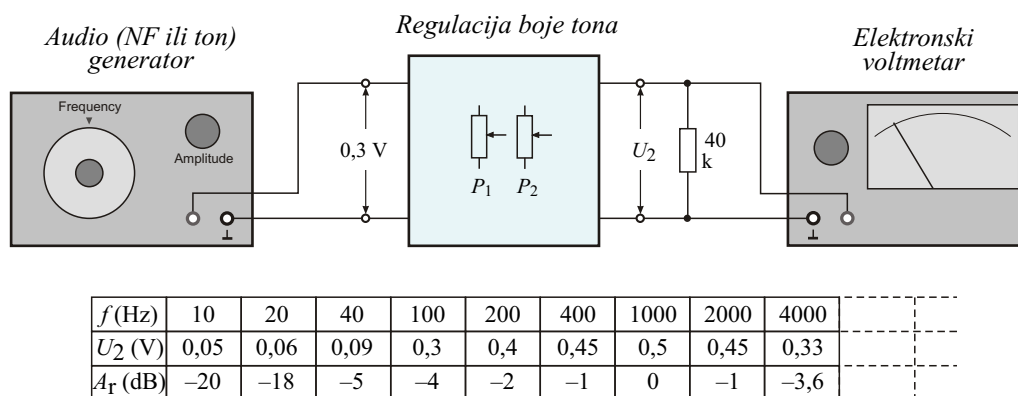 Audio (NF ili ton)
generator
Regulacija boje tona
Elektronski
voltmetar
Frequency
Amplitude
0,3 V
P1 P2
U2
40
k
f (Hz) 10 20 40 100 200 400 1000 2000 4000
U2 (V) 0,05 0,06 0,09 0,3 0,4 0,45 0,5 0,45 0,33
Ar (dB) –20 –18 –5 –4 –2 –1 0 –1 –3,6